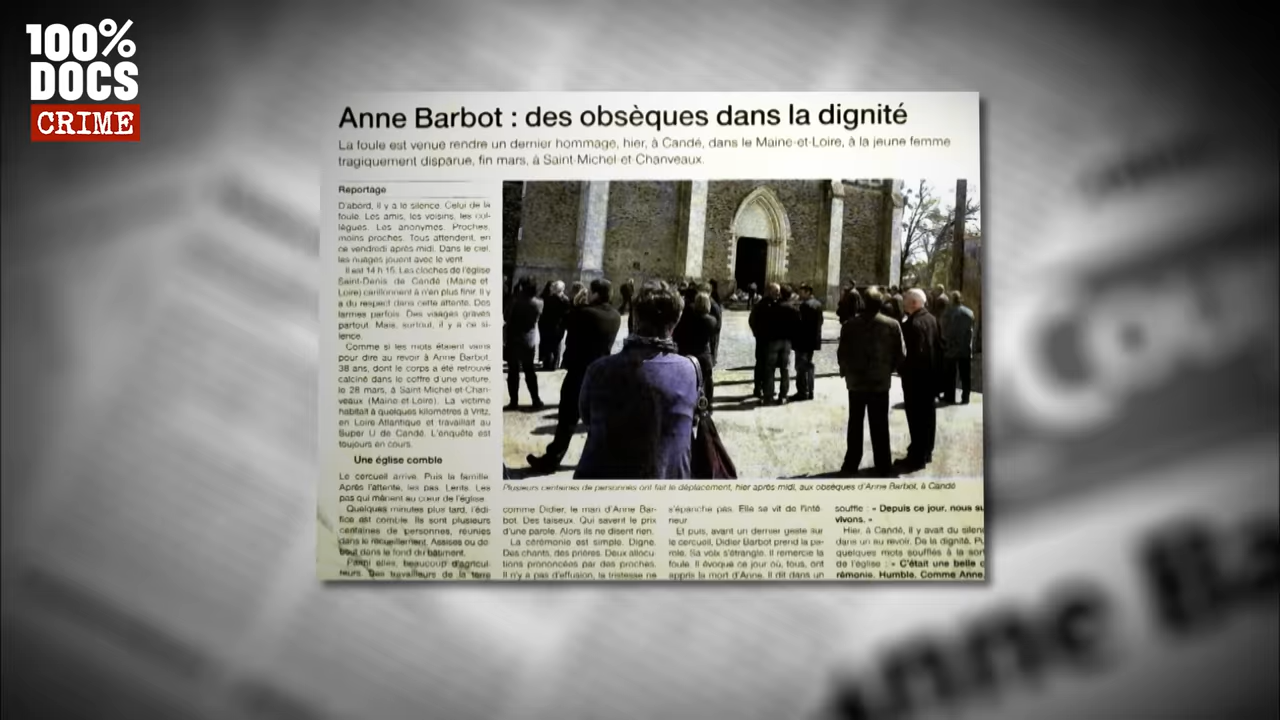 100%
DOCS
CRIME
Anne Barbot : des obsèques dans la dignité
La foule est venue rendre un dernier hommage, hier, à Candé, dans le Maine-et-Loire, à la jeune femme
tragiquement disparue, fin mars, à Saint-Michel-et-Chanveaux.
Reportage
D'abord, il y a le silence. Celui de la
foule. Les amis, les voisins, les col-
lègues. Les anonymes. Proches,
moins proches. Tous attendent, en
ce vendredi après-midi. Dans le ciel,
les nuages jouent avec le vent
Il est 14 h 15. Les cloches de l'église
Saint-Denis de Candé (Maine-et-
Loire) carillonnent à n'en plus finir. Il y
a du respect dans cette attente. Des
larmes parfois. Des visages graves
partout. Mais, surtout, il y a ce si-
lence.
Comme si les mots étaient vains
pour dire au revoir à Anne Barbot,
38 ans, dont le corps a été retrouvé
calciné dans le coffre d'une voiture,
le 28 mars, à Saint-Michel-et-Chan-
veaux (Maine-et-Loire). La victime
habitait à quelques kilomètres à Vritz,
en Loire-Atlantique et travaillait au
Super U de Candé. L'enquête est
toujours en cours.
Une église comble
Le cercueil arrive. Puis la famille.
Après l'attente, les pas. Lents. Les
pas qui mènent au cœur de l'église.
Quelques minutes plus tard, l'édi-
fice est comble. Ils sont plusieurs
centaines de personnes, réunies
dans le recueillement. Assises ou de-
bout dans le fond du bâtiment.
Parmi elles, beaucoup d'agricul-
teurs. Des travailleurs de la terre
Plusieurs centaines de personnes ont fait le déplacement, hier après-midi, aux obsèques d'Anne Barbot, à Candé
comme Didier, le mari d'Anne Bar-
bot. Des taiseux. Qui savent le prix
d'une parole. Alors ils ne disent rien.
La cérémonie est simple. Digne.
Des chants, des prières. Deux allocu-
tions prononcées par des proches.
Il n'y a pas d'effusion, la tristesse ne
s'épanche pas. Elle se vit de l'inté-
rieur.
Et puis, avant un dernier geste sur
le cercueil, Didier Barbot prend la pa-
role. Sa voix s'étrangle. Il remercie la
foule. Il évoque ce jour où, tous, ont
appris la mort d'Anne. Il dit dans un
souffle : « Depuis ce jour, nous su
vivons. »
Hier, à Candé, il y avait du silen
dans un au revoir. De la dignité. Pu
quelques mots soufflés à la sor
de l'église : « C'était une belle c
rémonie. Humble. Comme Anne.
Anne Ba